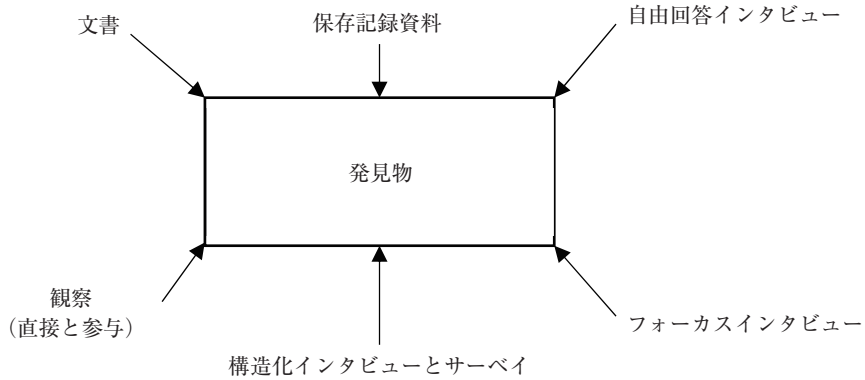 文書
保存記録資料
自由回答インタビュー
発見物
観察
（直接と参与）
フォーカスインタビュー
構造化インタビューとサーベイ